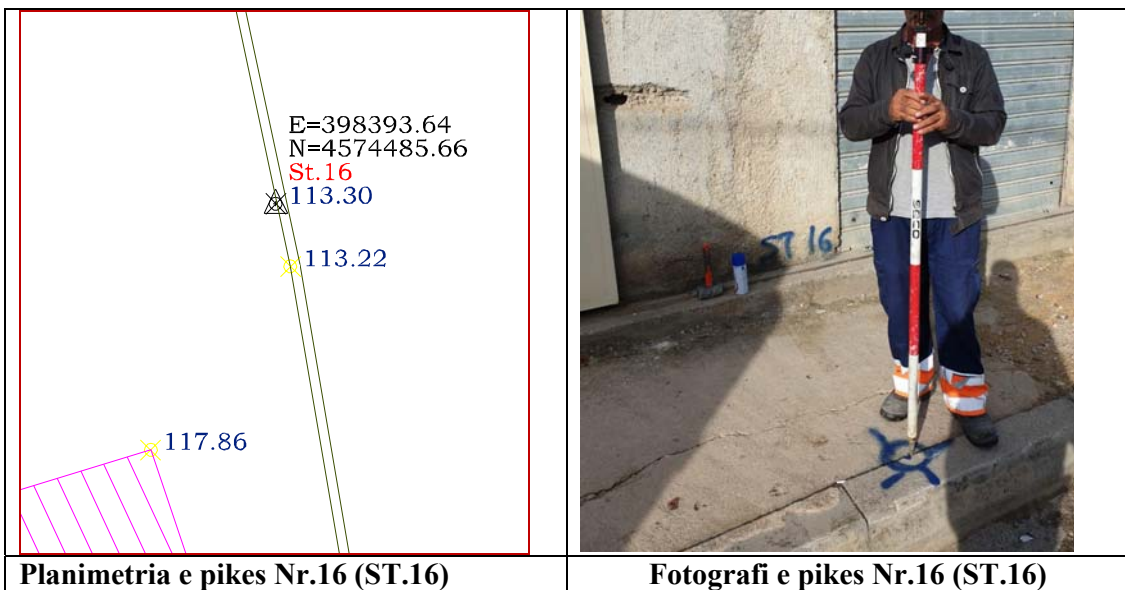 E=398393.64
N=4574485.66
St.16
113.30
113.22
117.86
Planimetria e pikes Nr.16 (ST.16)
ST 16
SECO
Fotografi e pikes Nr.16 (ST.16)